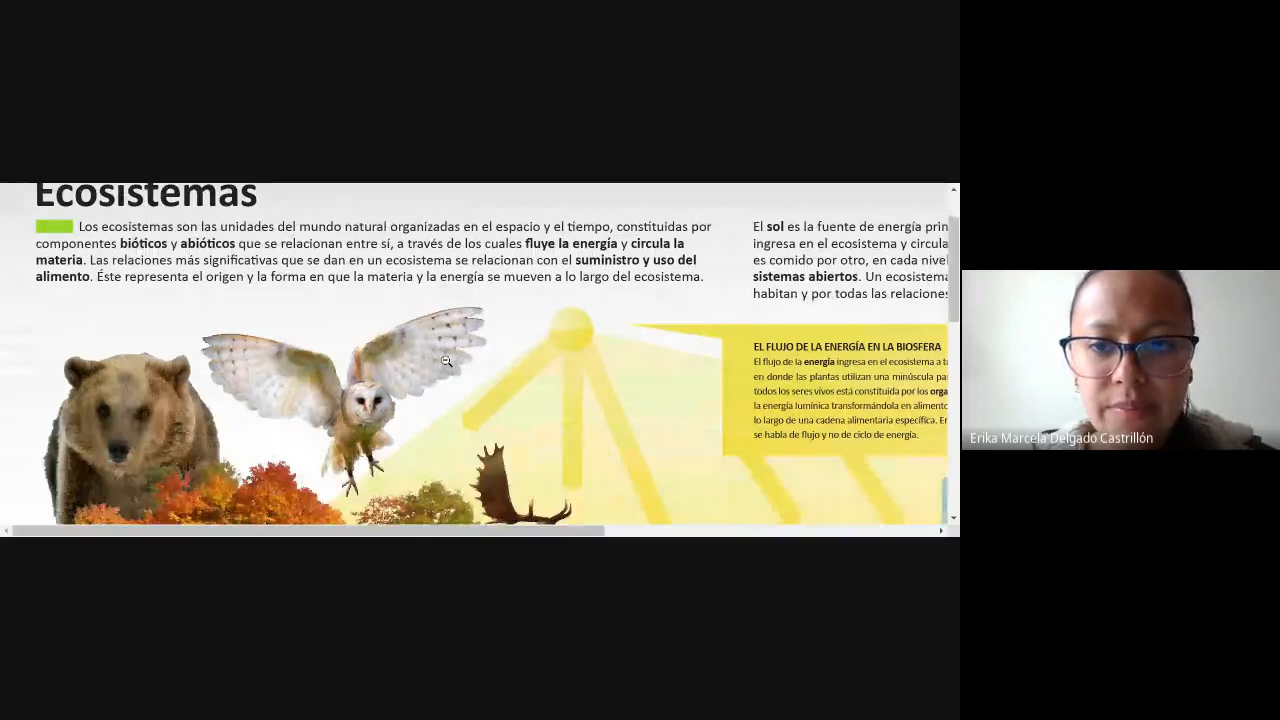 Ecosistemas
Los ecosistemas son las unidades del mundo natural organizadas en el espacio y el tiempo, constituidas por
componentes bióticos y abióticos que se relacionan entre sí, a través de los cuales fluye la energía y circula la
materia. Las relaciones más significativas que se dan en un ecosistema se relacionan con el suministro y uso del
alimento. Éste representa el origen y la forma en que la materia y la energía se mueven a lo largo del ecosistema.
El sol es la fuente de energía prin
ingresa en el ecosistema y circula
es comido por otro, en cada nivel
sistemas abiertos. Un ecosistema
habitan y por todas las relaciones
EL FLUJO DE LA ENERGÍA EN LA BIOSFERA
El flujo de la energía ingresa en el ecosistema a t
en donde las plantas utilizan una minúscula pa
todos los seres vivos está constituida por los orga
la energía lumínica transformándola en alimento
lo largo de una cadena alimentaria específica. Er
se habla de flujo y no de ciclo de energía.
Erika Marcela Delgado Castrillón